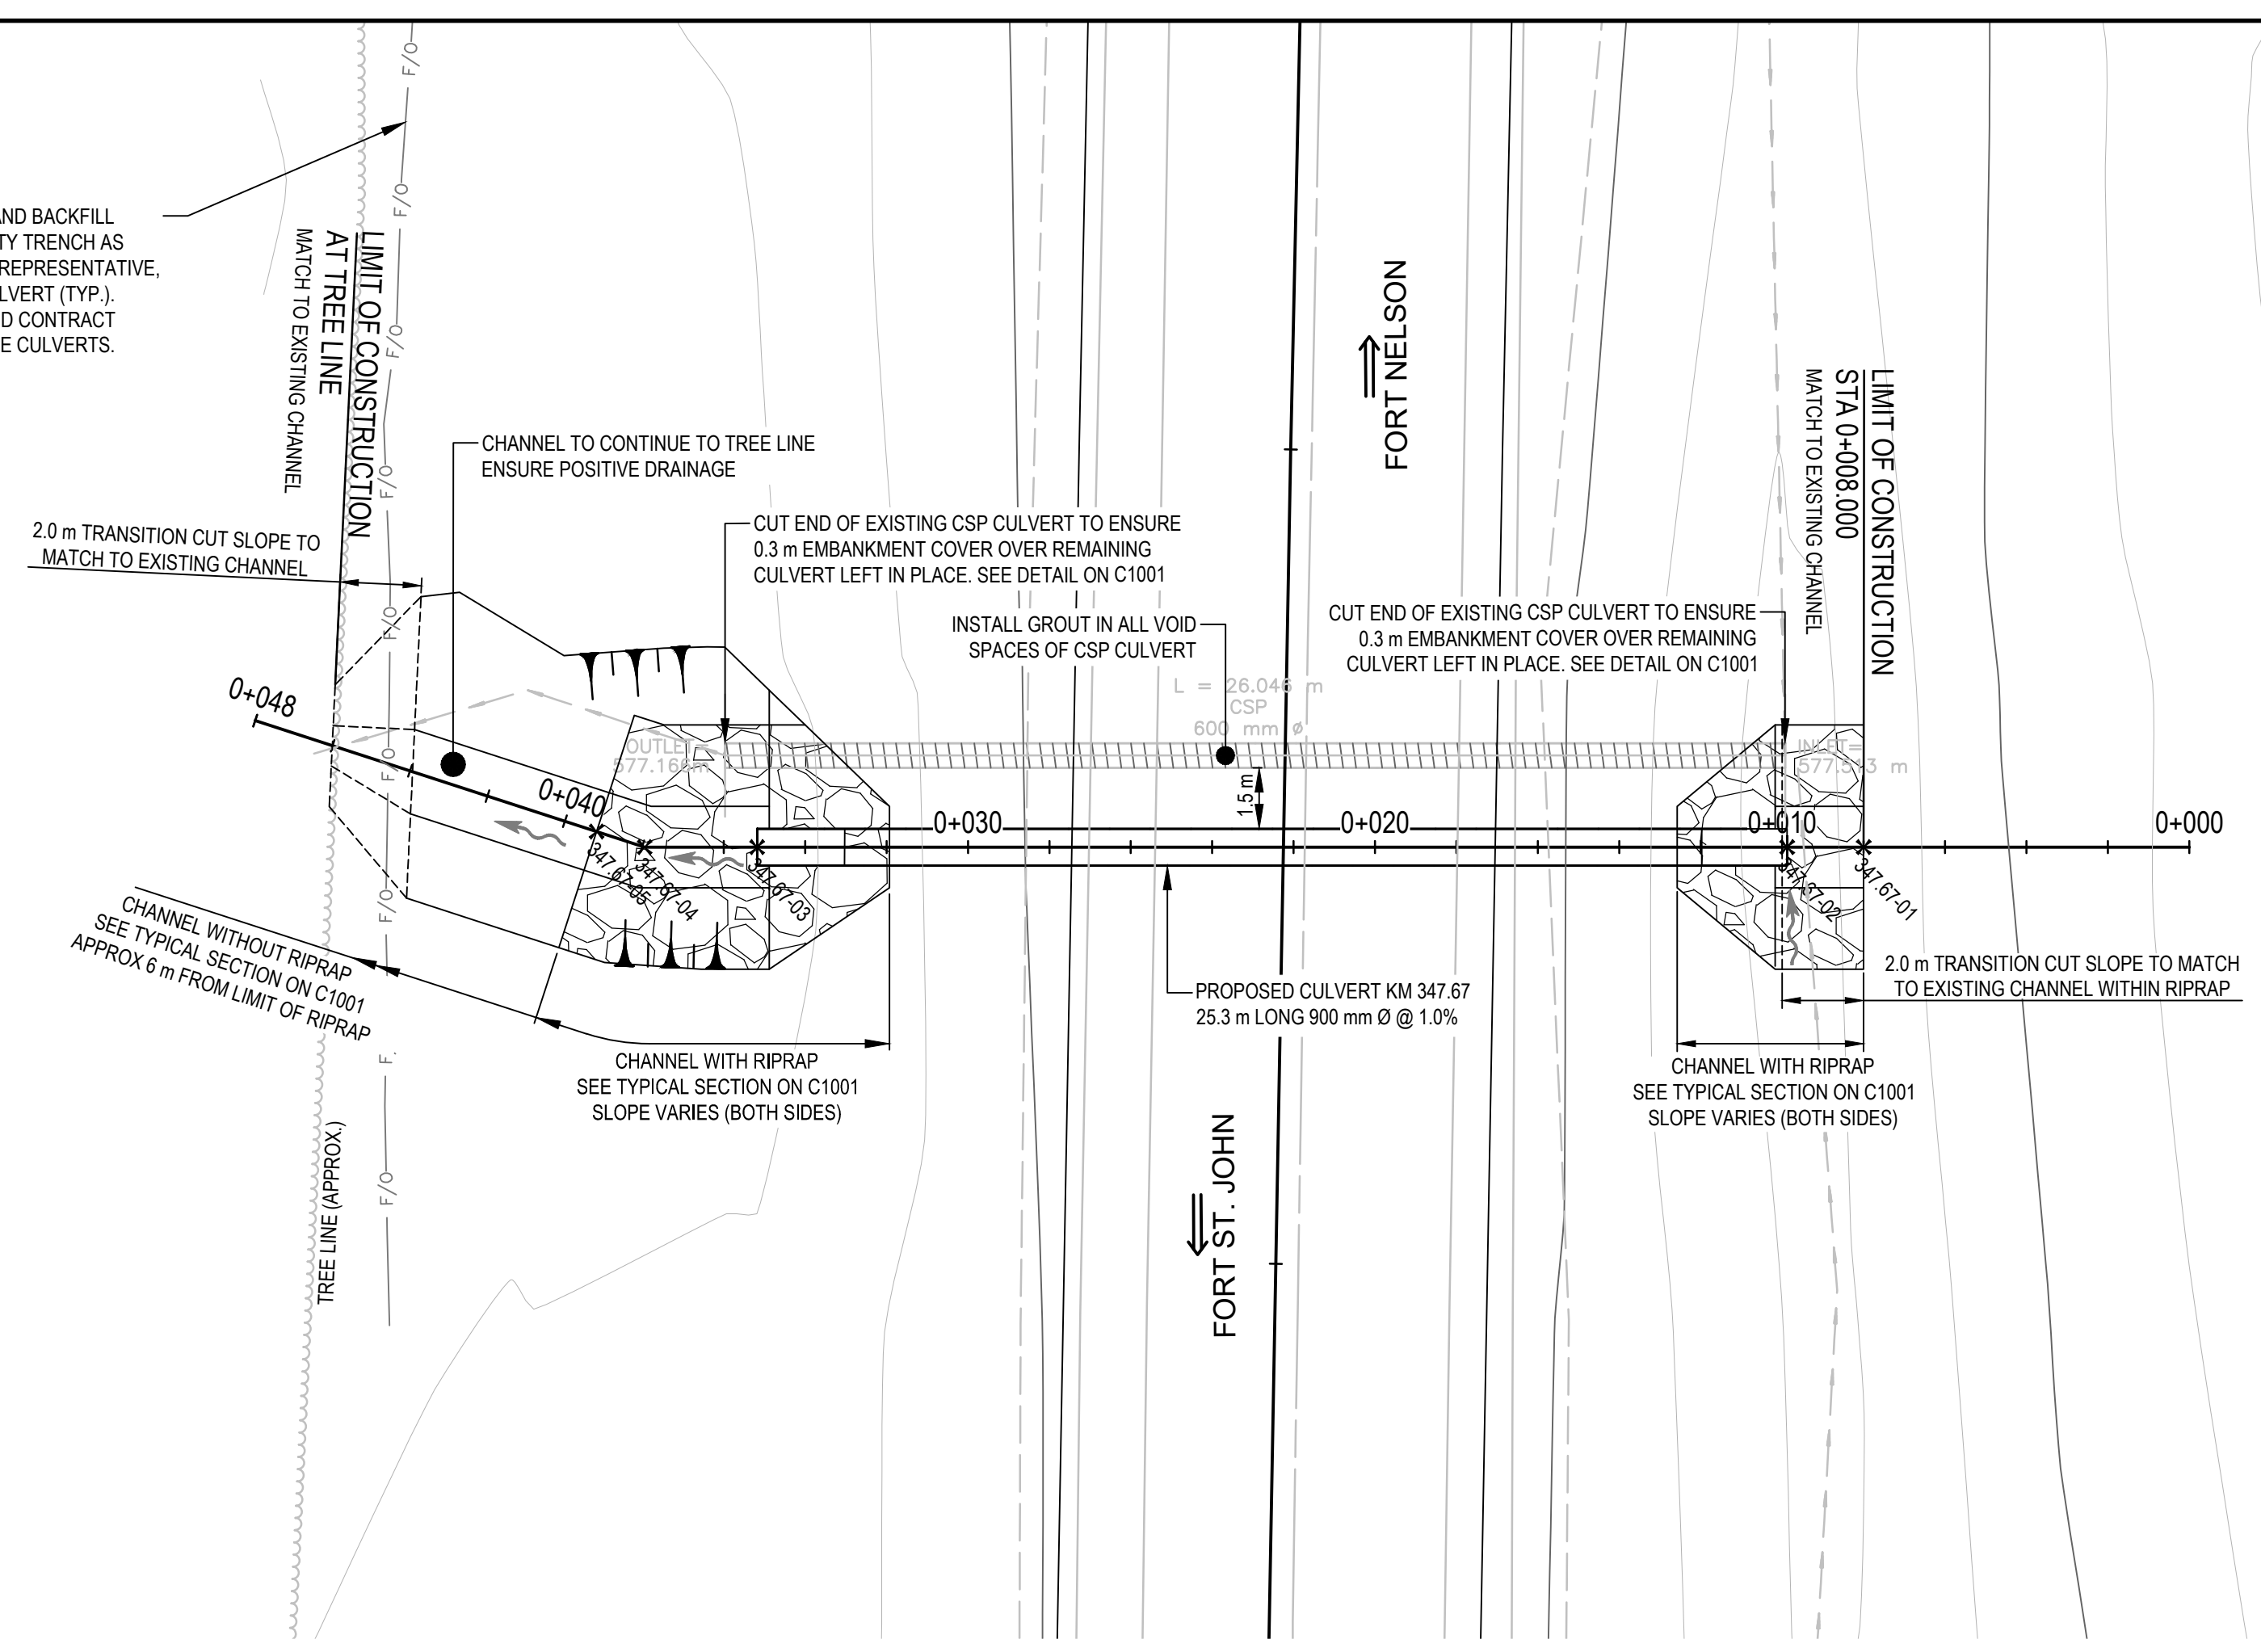 F/O
F/O
F/O
F/O
F/O
F/O
F/O
F/O
F.
F/O
AND BACKFILL
TY TRENCH AS
REPRESENTATIVE,
LVERT (TYP.).
D CONTRACT
E CULVERTS.
LIMIT OF CONSTRUCTION
AT TREE LINE
MATCH TO EXISTING CHANNEL
2.0 m TRANSITION CUT SLOPE TO
MATCH TO EXISTING CHANNEL
CHANNEL TO CONTINUE TO TREE LINE
ENSURE POSITIVE DRAINAGE
CUT END OF EXISTING CSP CULVERT TO ENSURE
0.3 m EMBANKMENT COVER OVER REMAINING
CULVERT LEFT IN PLACE. SEE DETAIL ON C1001
INSTALL GROUT IN ALL VOID
SPACES OF CSP CULVERT
FORT NELSON
CUT END OF EXISTING CSP CULVERT TO ENSURE
0.3 m EMBANKMENT COVER OVER REMAINING
CULVERT LEFT IN PLACE. SEE DETAIL ON C1001
LIMIT OF CONSTRUCTION
STA 0+008.000
MATCH TO EXISTING CHANNEL
L = 26.046 m
CSP
600 mm Ø
OUTLET=
577.166m
INLET=
577.513 m
1.5 m
0+048
0+040
0+030
0+020
0+010
0+000
347.67-05
347.67-04
347.67-03
347.67-02
347.67-01
CHANNEL WITHOUT RIPRAP
SEE TYPICAL SECTION ON C1001
APPROX 6 m FROM LIMIT OF RIPRAP
PROPOSED CULVERT KM 347.67
25.3 m LONG 900 mm Ø @ 1.0%
2.0 m TRANSITION CUT SLOPE TO MATCH
TO EXISTING CHANNEL WITHIN RIPRAP
CHANNEL WITH RIPRAP
SEE TYPICAL SECTION ON C1001
SLOPE VARIES (BOTH SIDES)
CHANNEL WITH RIPRAP
SEE TYPICAL SECTION ON C1001
SLOPE VARIES (BOTH SIDES)
TREE LINE (APPROX.)
FORT ST. JOHN